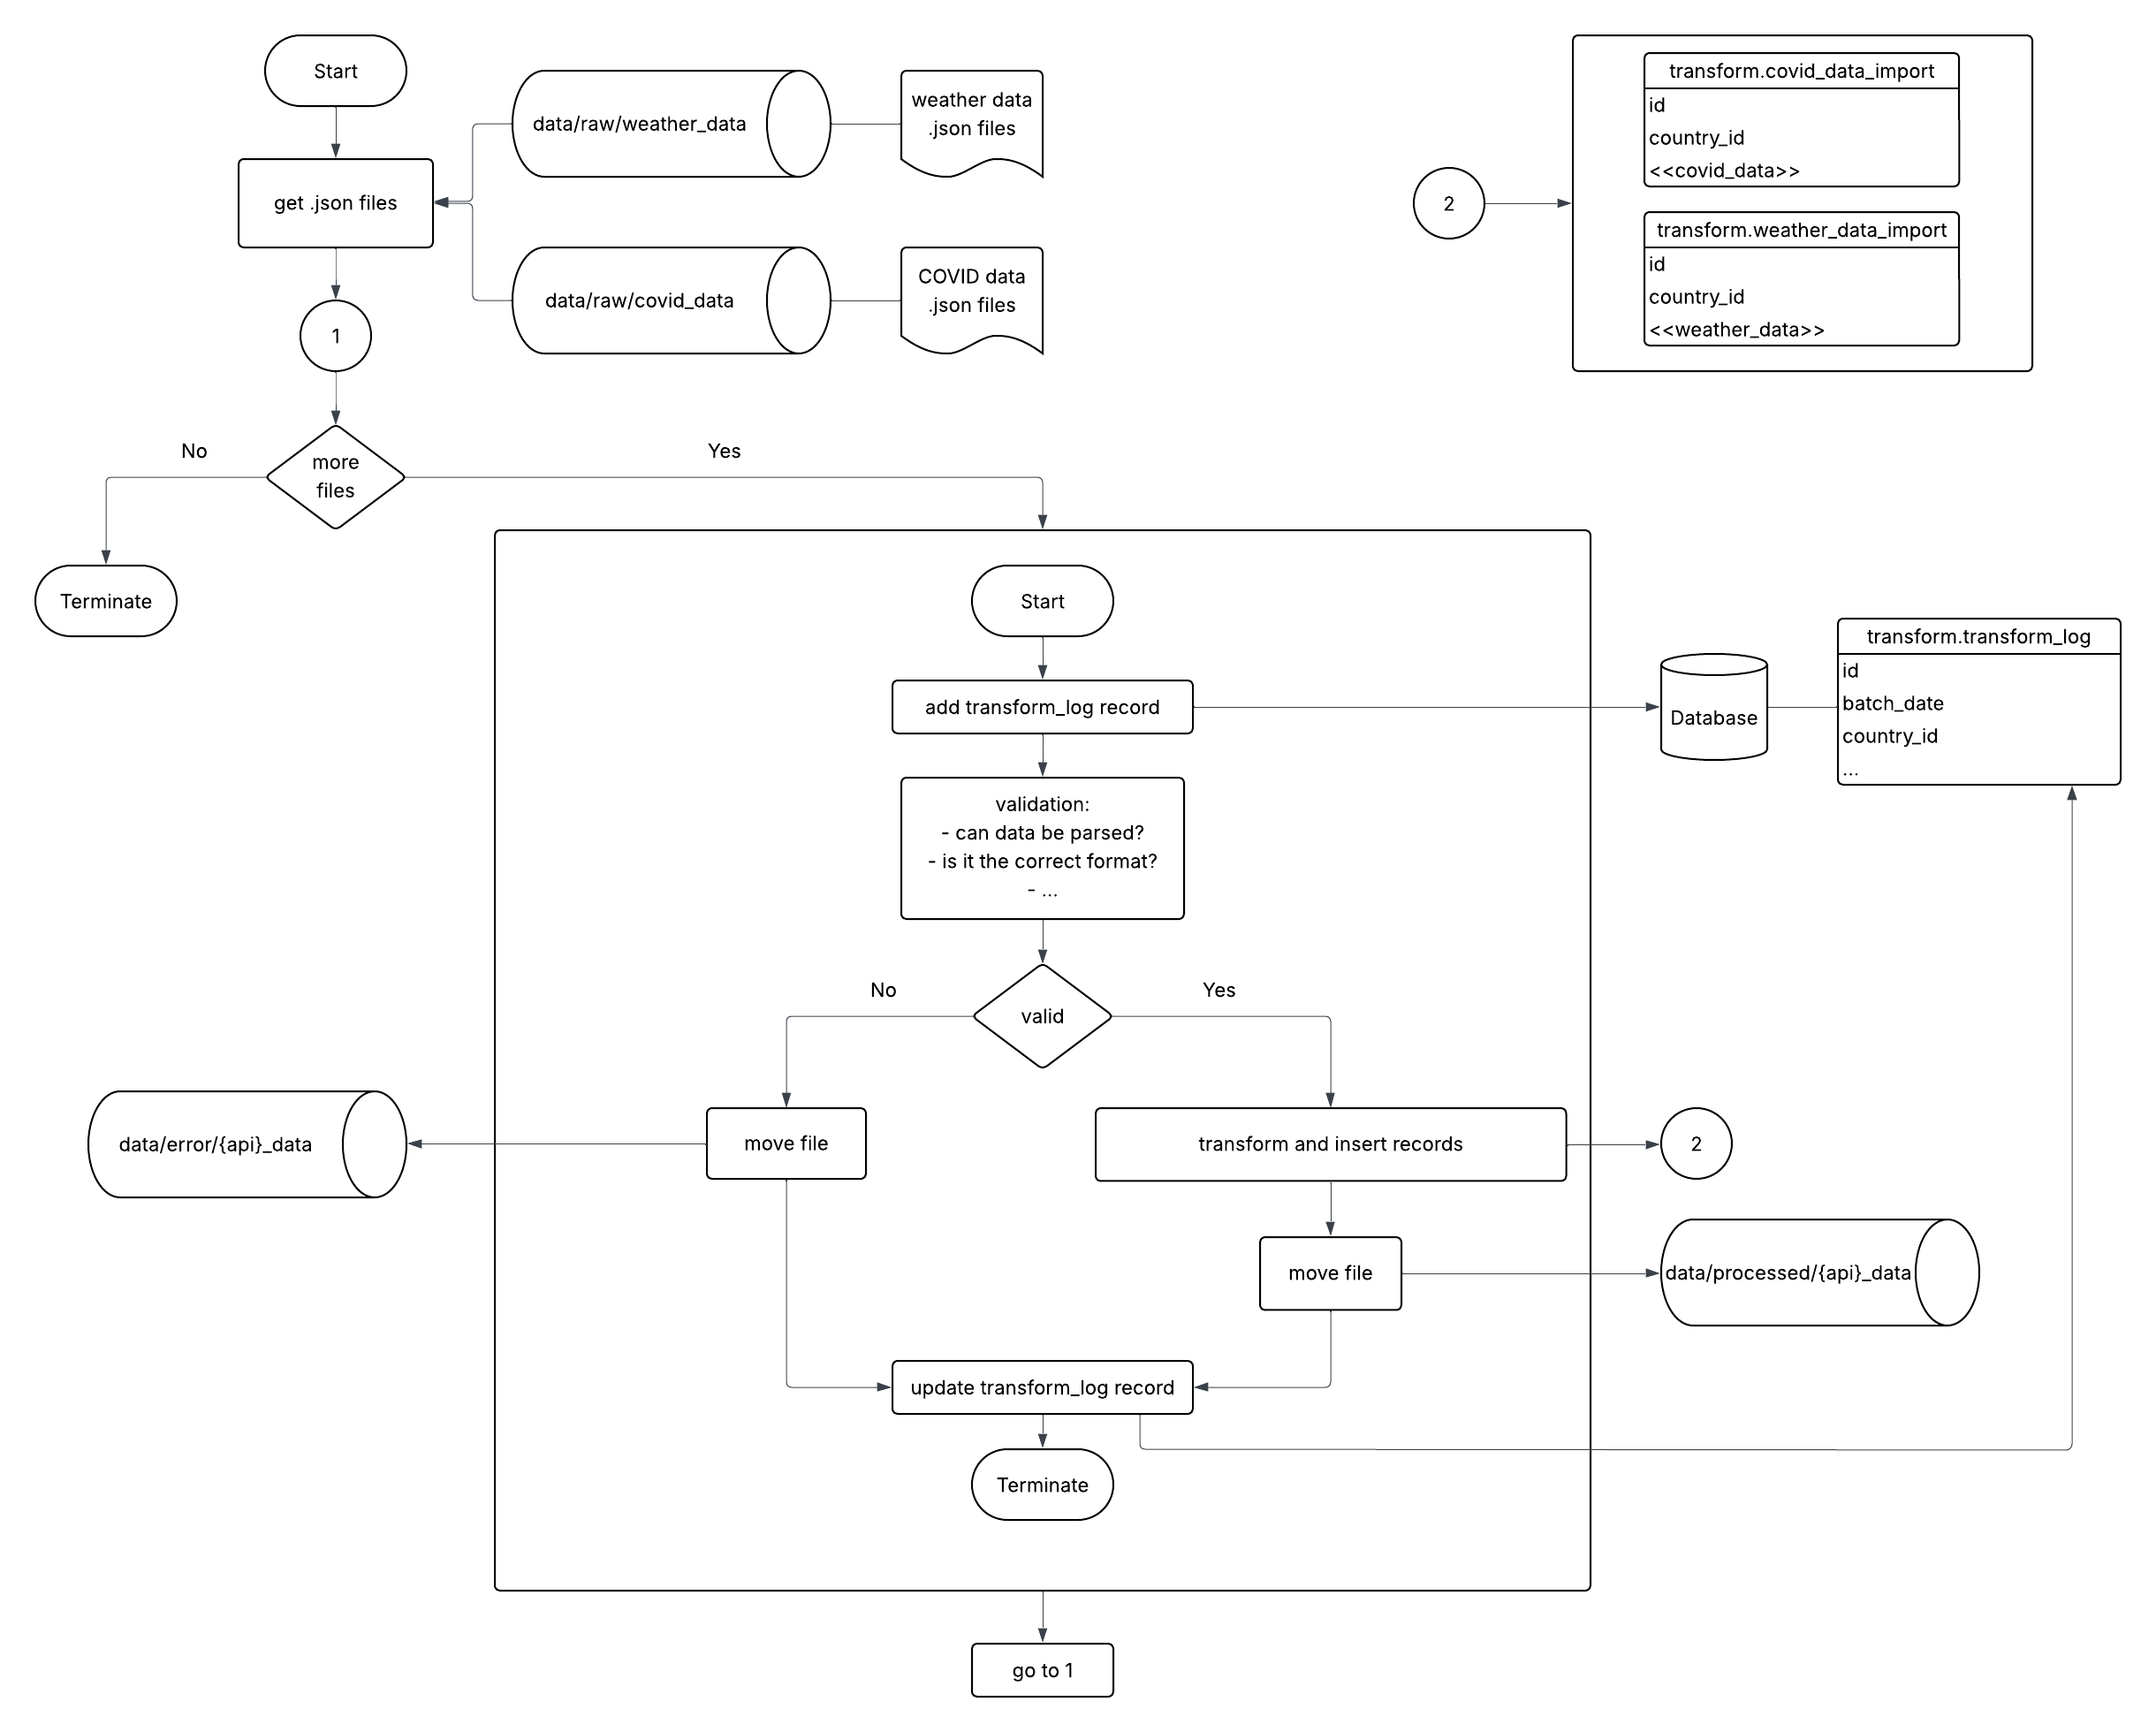 Start
get .json files
data/raw/weather_data
weather data
.json files
data/raw/covid_data
COVID data
.json files
2
transform.covid_data_import
id
country_id
<<covid_data>>
transform.weather_data_import
id
country_id
<<weather_data>>
1
more
files
No
Yes
Terminate
Start
add transform_log record
Database
transform.transform_log
id
batch_date
country_id
...
validation:
- can data be parsed?
- is it the correct format?
- ...
valid
No
Yes
data/error/{api}_data
move file
transform and insert records
2
move file
data/processed/{api}_data
update transform_log record
Terminate
go to 1